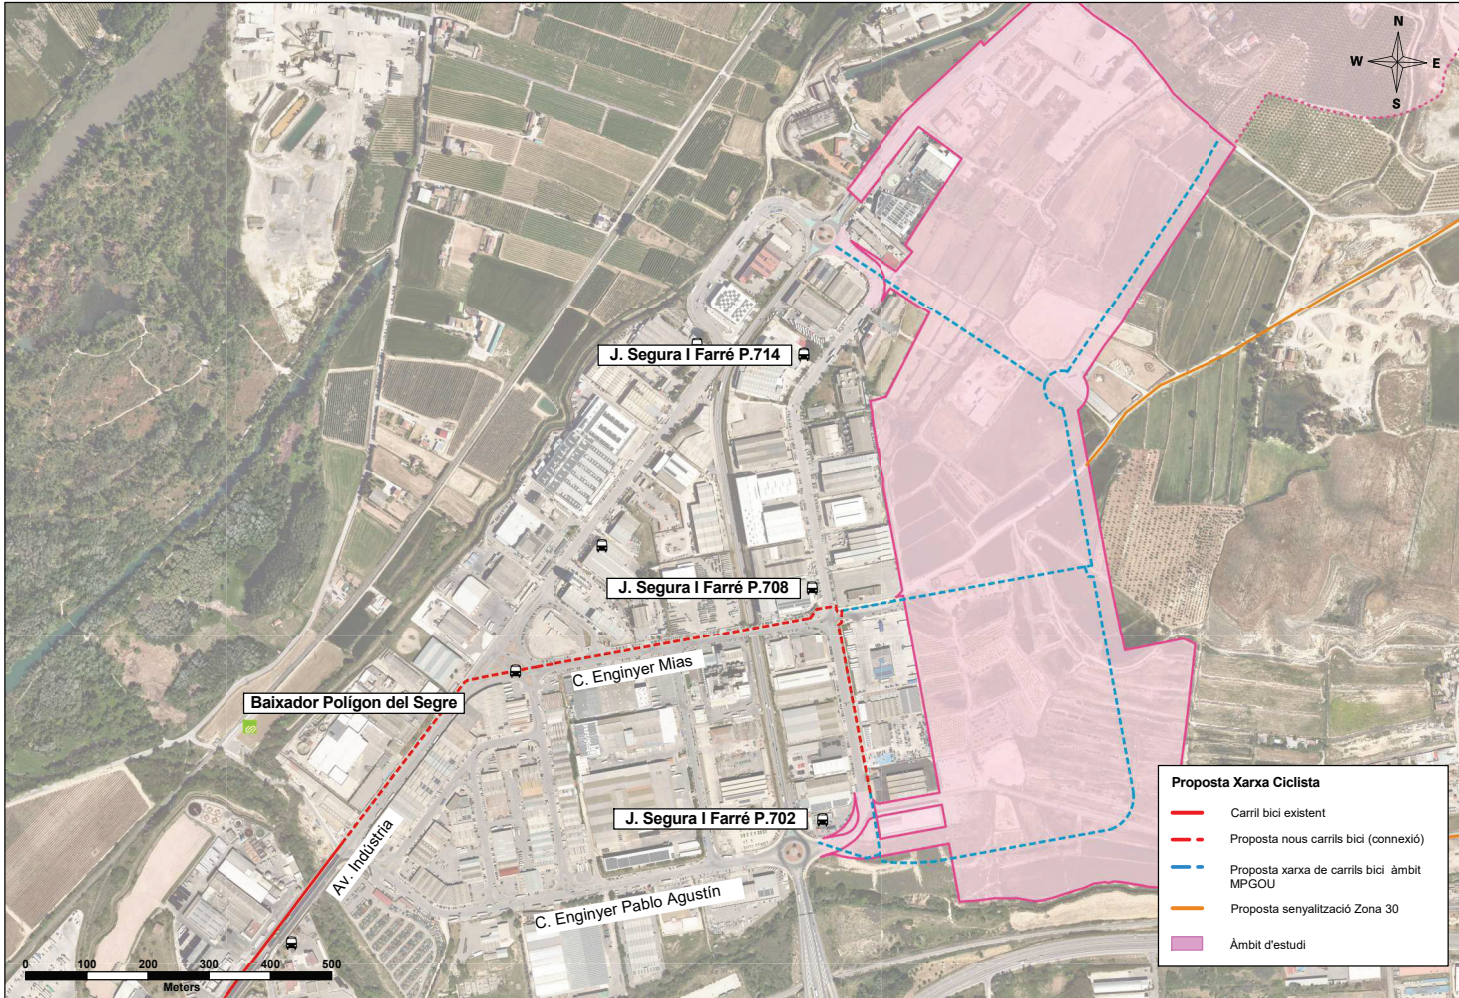 N
W E
S
J. Segura I Farré P.714
J. Segura I Farré P.708
C. Enginyer Mias
Baixador Polígon del Segre
J. Segura I Farré P.702
Av. Indústria
C. Enginyer Pablo Agustín
Proposta Xarxa Ciclista
Carril bici existent
Proposta nous carrils bici (connexió)
Proposta xarxa de carrils bici àmbit
MPGOU
Proposta senyalització Zona 30
Àmbit d'estudi
0 100 200 300 400 500
Meters